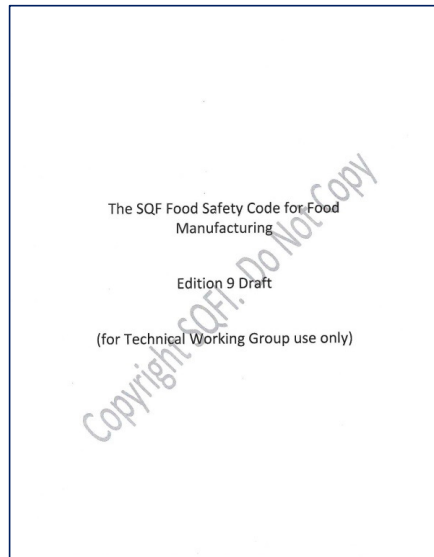 The SQF Food Safety Code for Food
Manufacturing
Edition 9 Draft
(for Technical Working Group use only)
Copyright SQFI. Do Not Copy